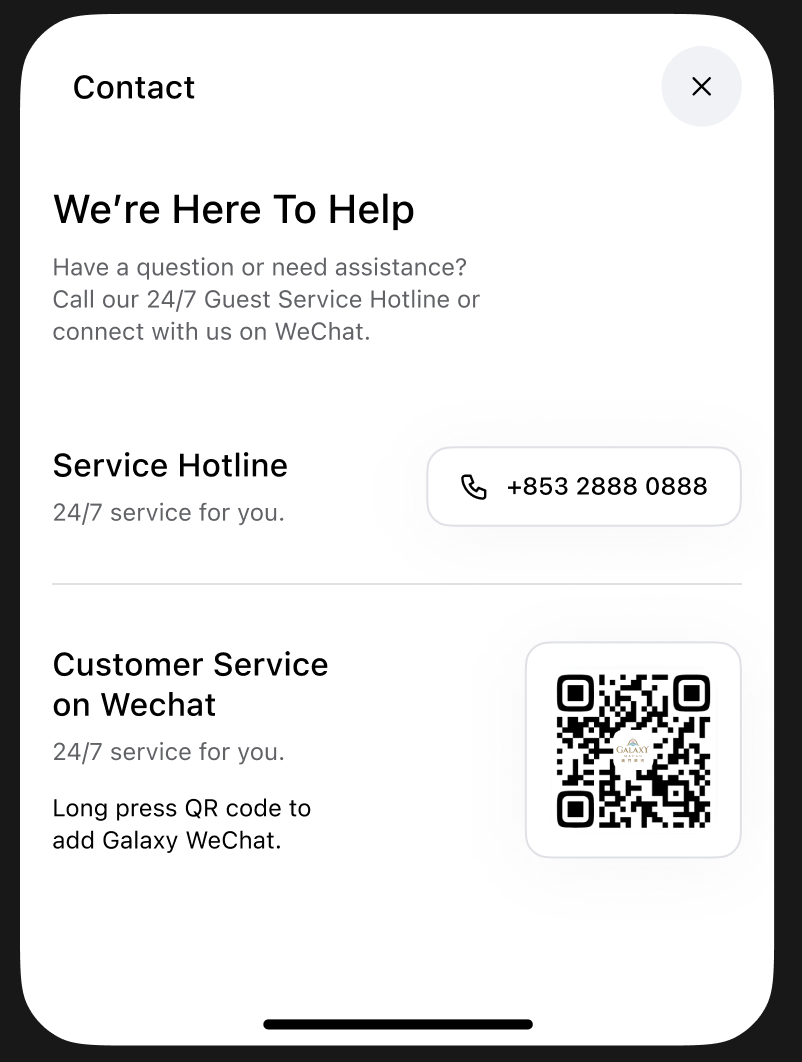 Contact
We’re Here To Help
Have a question or need assistance?
Call our 24/7 Guest Service Hotline or
connect with us on WeChat.
Service Hotline
+853 2888 0888
24/7 service for you.
Customer Service
on Wechat
24/7 service for you.
Long press QR code to
add Galaxy WeChat.
GALAXY